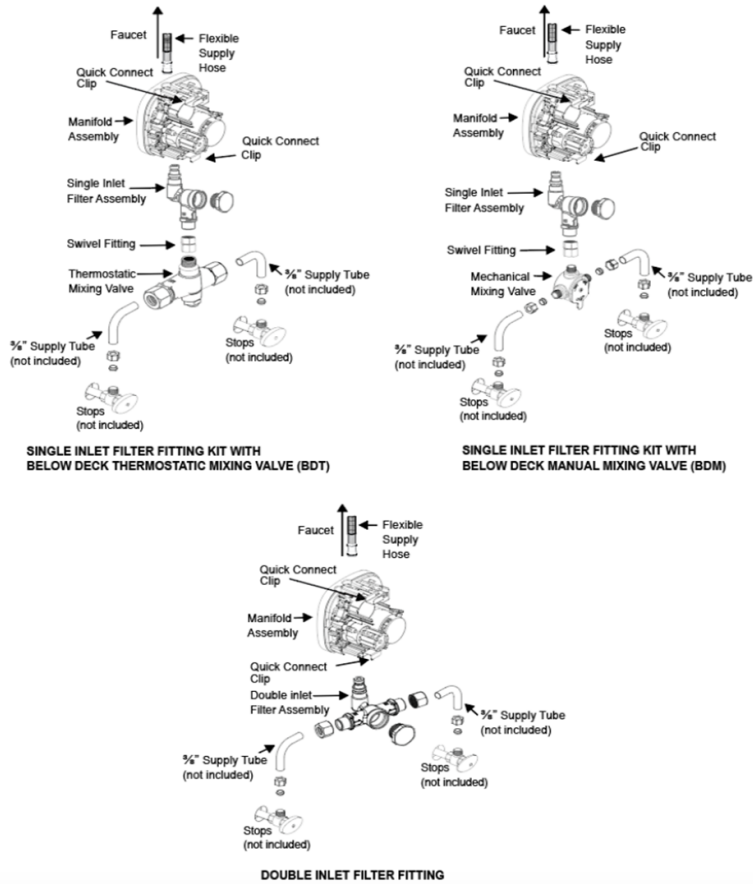 Faucet
Flexible
Supply
Hose
Quick Connect
Clip
Manifold
Assembly
Quick Connect
Clip
Single Inlet
Filter Assembly
Swivel Fitting
Thermostatic
Mixing Valve
⅜" Supply Tube
(not included)
⅜" Supply Tube
(not included)
Stops
(not included)
Stops
(not included)
SINGLE INLET FILTER FITTING KIT WITH
BELOW DECK THERMOSTATIC MIXING VALVE (BDT)
Faucet
Flexible
Supply
Hose
Quick Connect
Clip
Manifold
Assembly
Quick Connect
Clip
Single Inlet
Filter Assembly
Swivel Fitting
Mechanical
Mixing Valve
⅜" Supply Tube
(not included)
Stops
(not included)
⅜" Supply Tube
(not included)
Stops
(not included)
SINGLE INLET FILTER FITTING KIT WITH
BELOW DECK MANUAL MIXING VALVE (BDM)
Faucet
Flexible
Supply
Hose
Quick Connect
Clip
Manifold
Assembly
Quick Connect
Clip
Double inlet
Filter Assembly
⅜" Supply Tube
(not included)
⅜" Supply Tube
(not included)
Stops
(not included)
Stops
(not included)
DOUBLE INLET FILTER FITTING